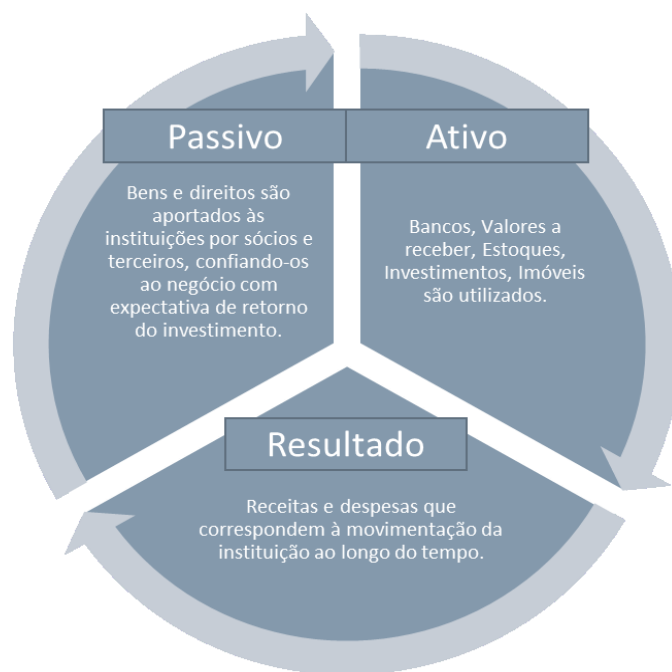 Passivo
Bens e direitos são
aportados às
instituições por sócios e
terceiros, confiando-os
ao negócio com
expectativa de retorno
do investimento.
Ativo
Bancos, Valores a
receber, Estoques,
Investimentos, Imóveis
são utilizados.
Resultado
Receitas e despesas que
correspondem à movimentação da
instituição ao longo do tempo.